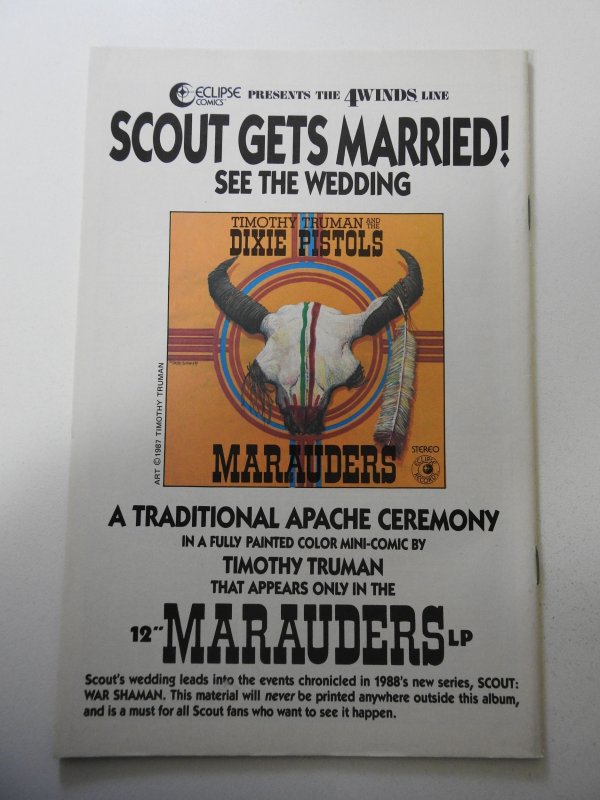 ECLIPSE COMICS™ PRESENTS THE 4WINDS™ LINE
SCOUT GETS MARRIED!
SEE THE WEDDING
TIMOTHY TRUMAN AND THE
DIXIE PISTOLS
MARAUDERS
STEREO
ECLIPSE RECORDS
ART © 1987 TIMOTHY TRUMAN
A TRADITIONAL APACHE CEREMONY
IN A FULLY PAINTED COLOR MINI-COMIC BY
TIMOTHY TRUMAN
THAT APPEARS ONLY IN THE
12" MARAUDERS LP
Scout's wedding leads into the events chronicled in 1988's new series, SCOUT:
WAR SHAMAN. This material will never be printed anywhere outside this album,
and is a must for all Scout fans who want to see it happen.